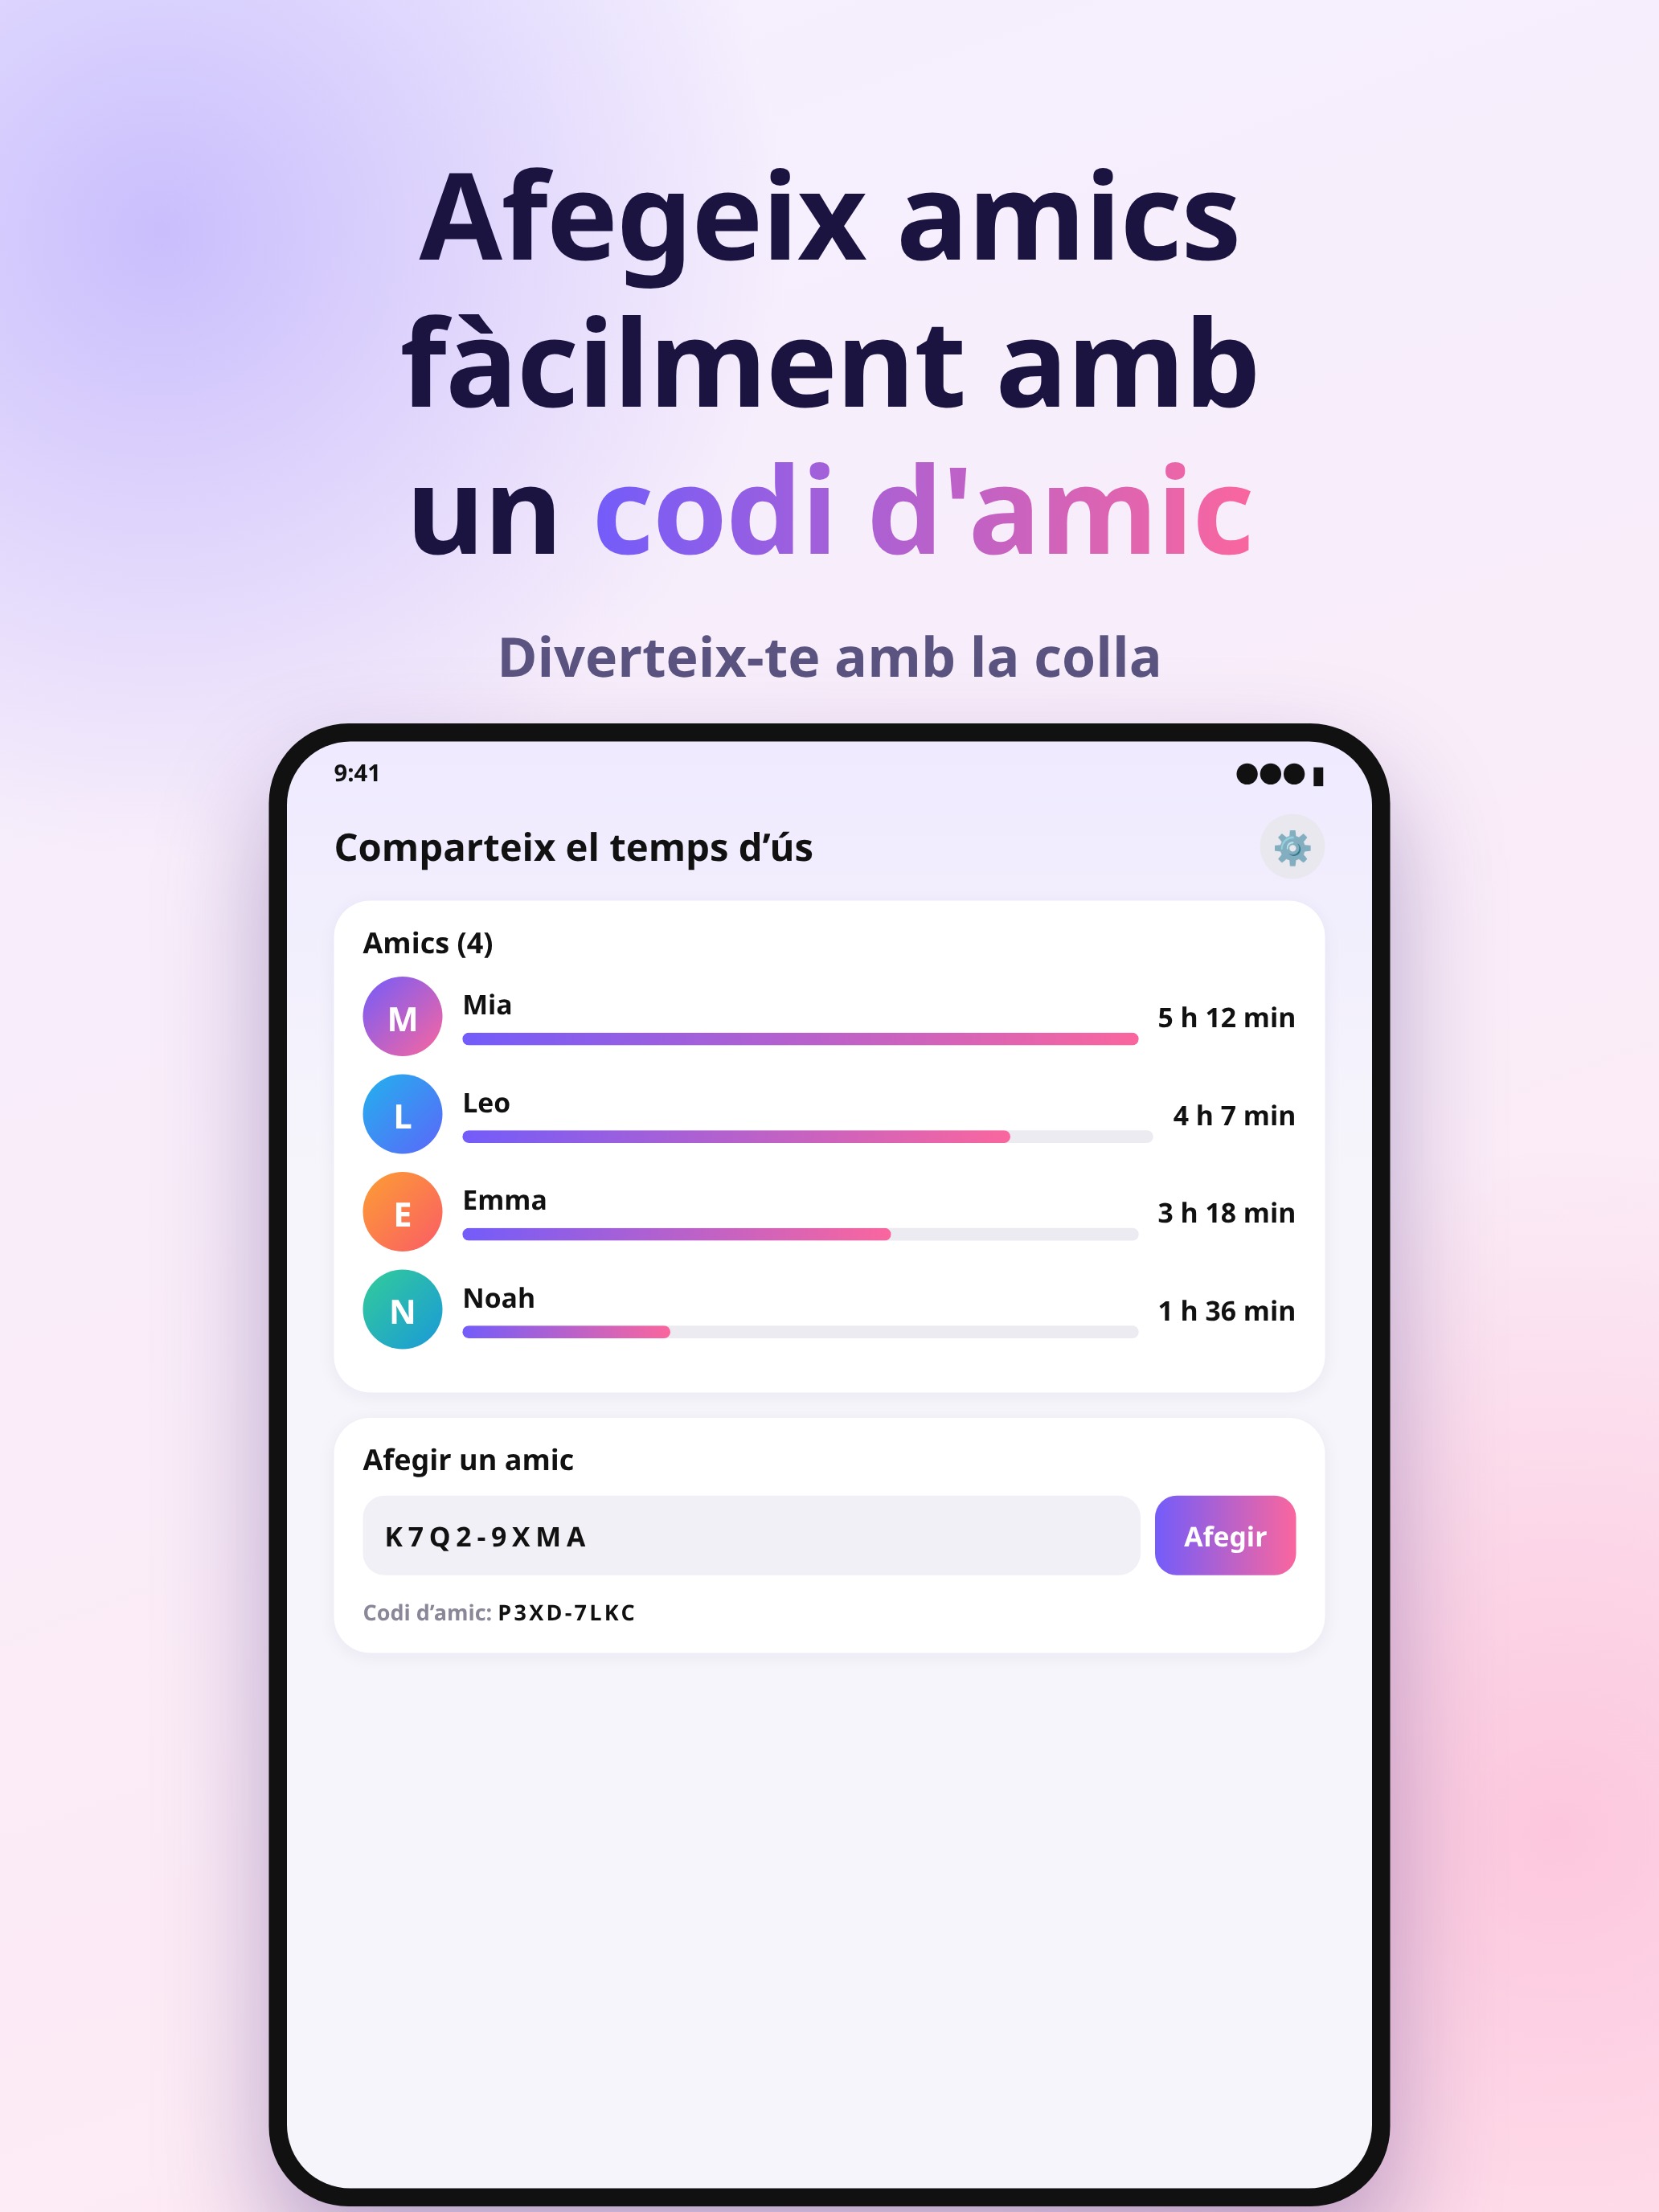 Afegeix amics
fàcilment amb
un codi d'amic
Diverteix-te amb la colla
9:41
Comparteix el temps d’ús
Amics (4)
M
Mia
5 h 12 min
L
Leo
4 h 7 min
E
Emma
3 h 18 min
N
Noah
1 h 36 min
Afegir un amic
K7Q2-9XMA
Afegir
Codi d’amic: P3XD-7LKC